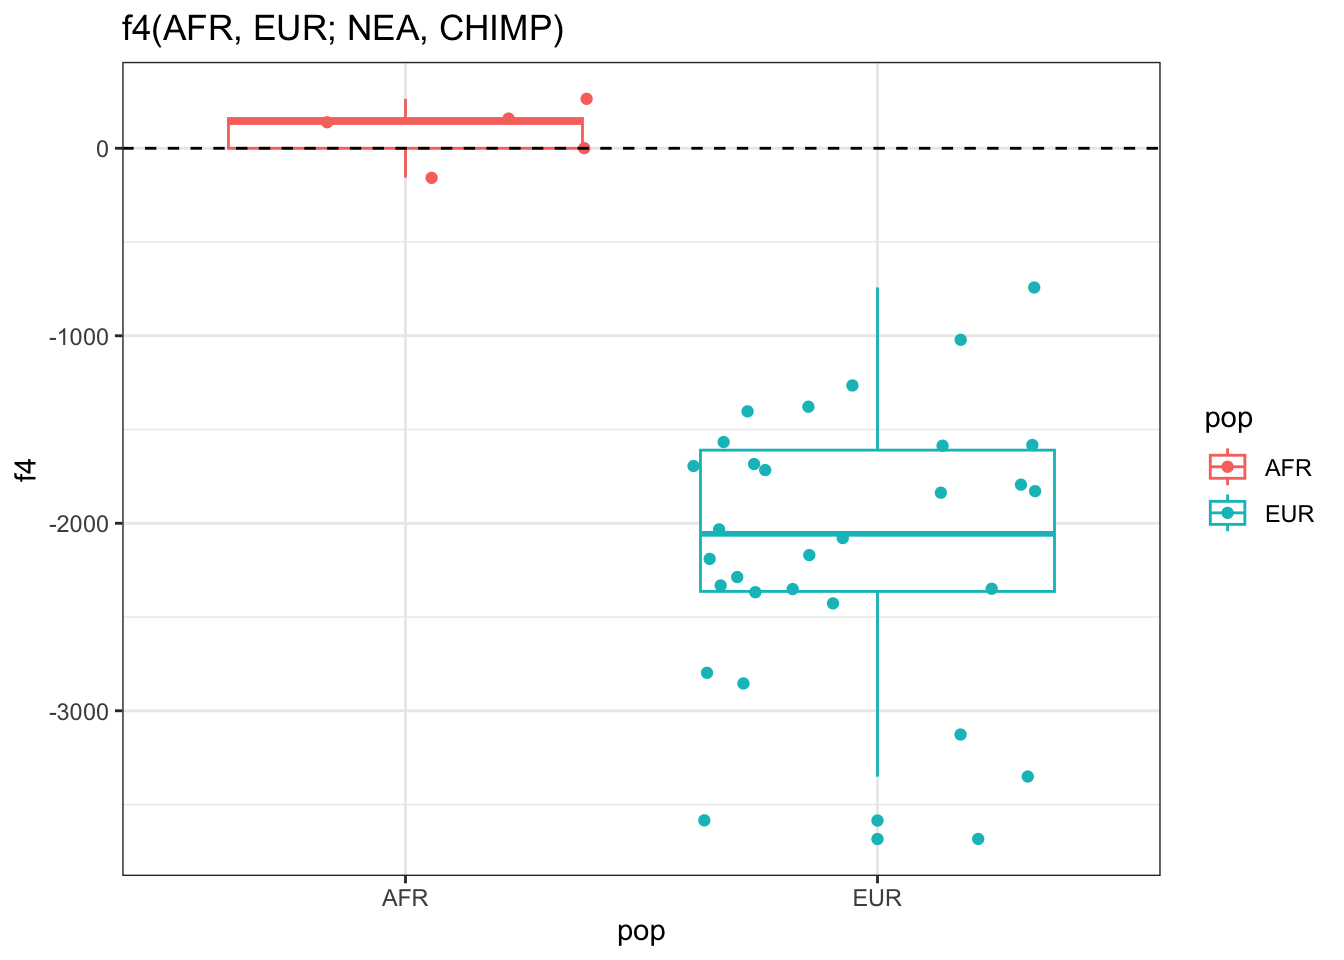 f4(AFR, EUR; NEA, CHIMP)
0
-1000
-2000
-3000
f4
AFR
EUR
pop
pop
AFR
EUR